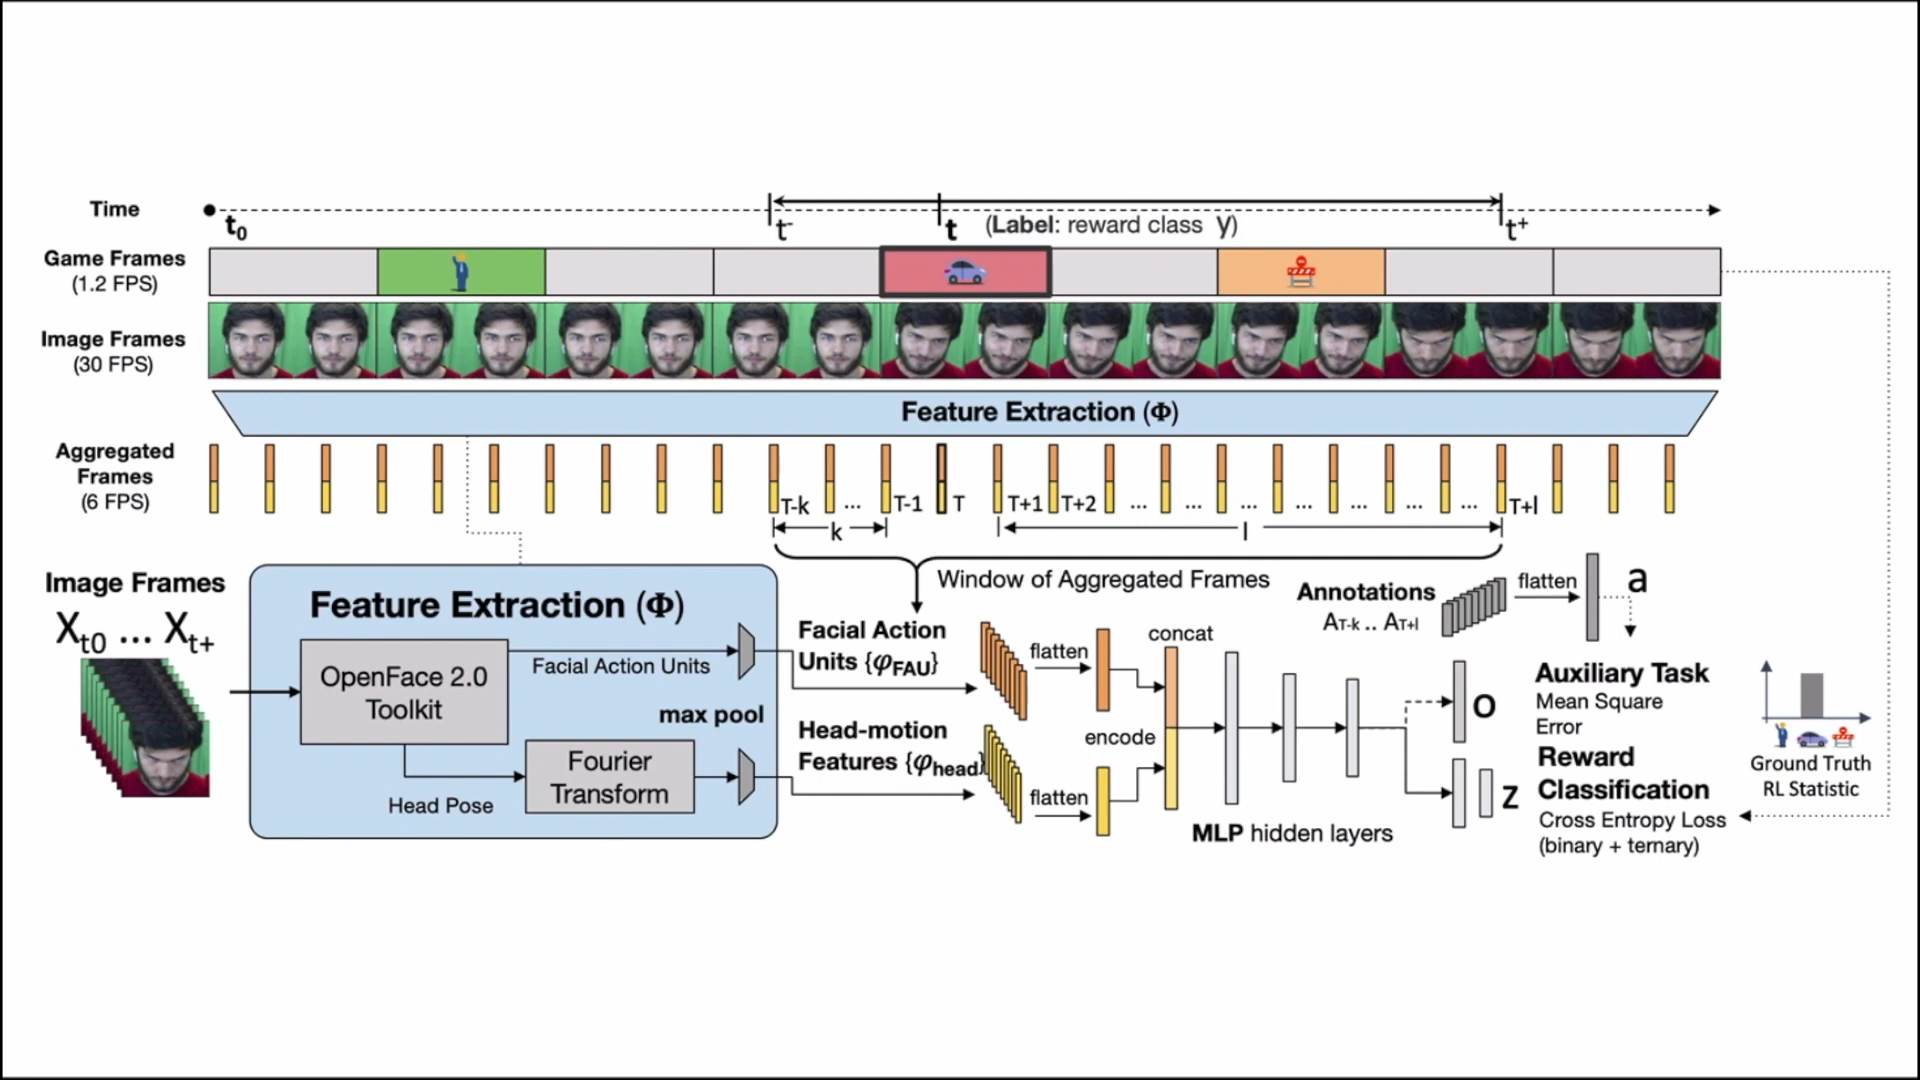 Time
t0
t-
t
(Label: reward class y)
t+
Game Frames
(1.2 FPS)
Image Frames
(30 FPS)
Feature Extraction (Φ)
Aggregated
Frames
(6 FPS)
T-k
...
T-1
T
T+1
T+2
...
...
...
...
...
...
...
T+l
k
l
Window of Aggregated Frames
Image Frames
Xt0 ... Xt+
Feature Extraction (Φ)
OpenFace 2.0
Toolkit
Facial Action Units
max pool
Fourier
Transform
Head Pose
Facial Action
Units {φFAU}
Head-motion
Features {φhead}
flatten
flatten
concat
encode
MLP hidden layers
Annotations
AT-k .. AT+l
flatten
a
o
z
Auxiliary Task
Mean Square
Error
Reward
Classification
Cross Entropy Loss
(binary + ternary)
Ground Truth
RL Statistic